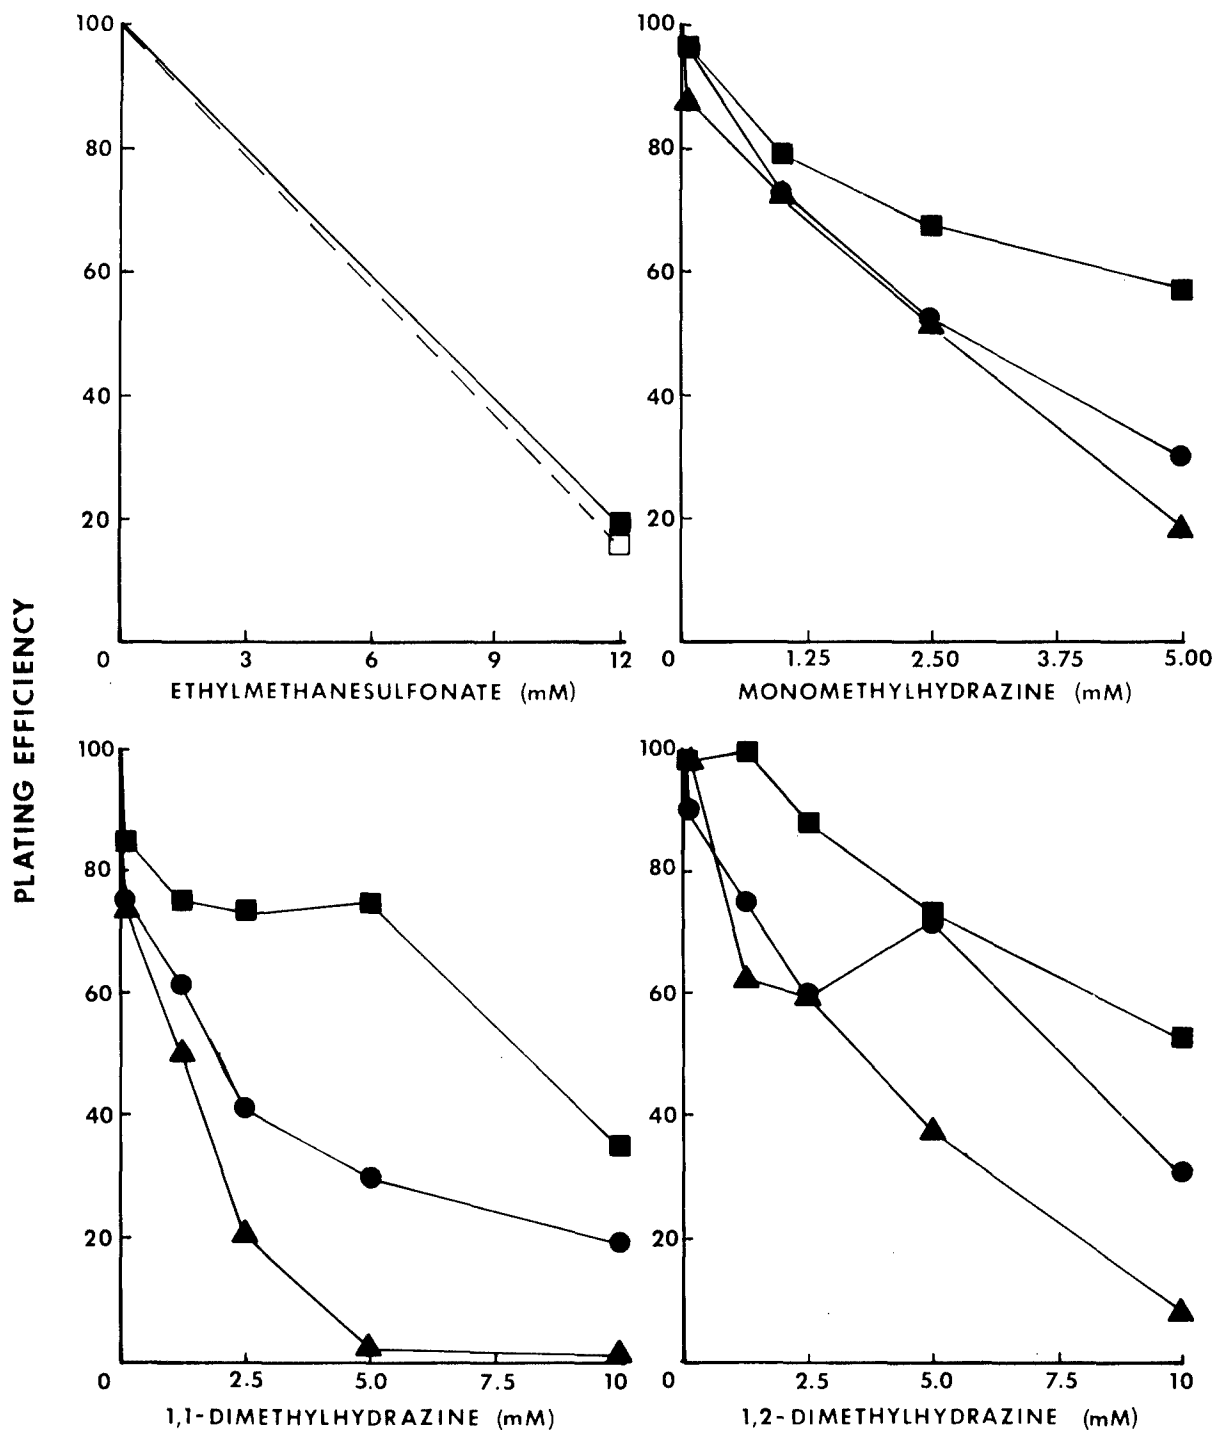 PLATING EFFICIENCY
100
80
60
40
20
0 3 6 9 12
ETHYLMETHANESULFONATE (mM)
100
80
60
40
20
0 1.25 2.50 3.75 5.00
MONOMETHYLHYDRAZINE (mM)
100
80
60
40
20
0 2.5 5.0 7.5 10
1,1-DIMETHYLHYDRAZINE (mM)
100
80
60
40
20
0 2.5 5.0 7.5 10
1,2-DIMETHYLHYDRAZINE (mM)